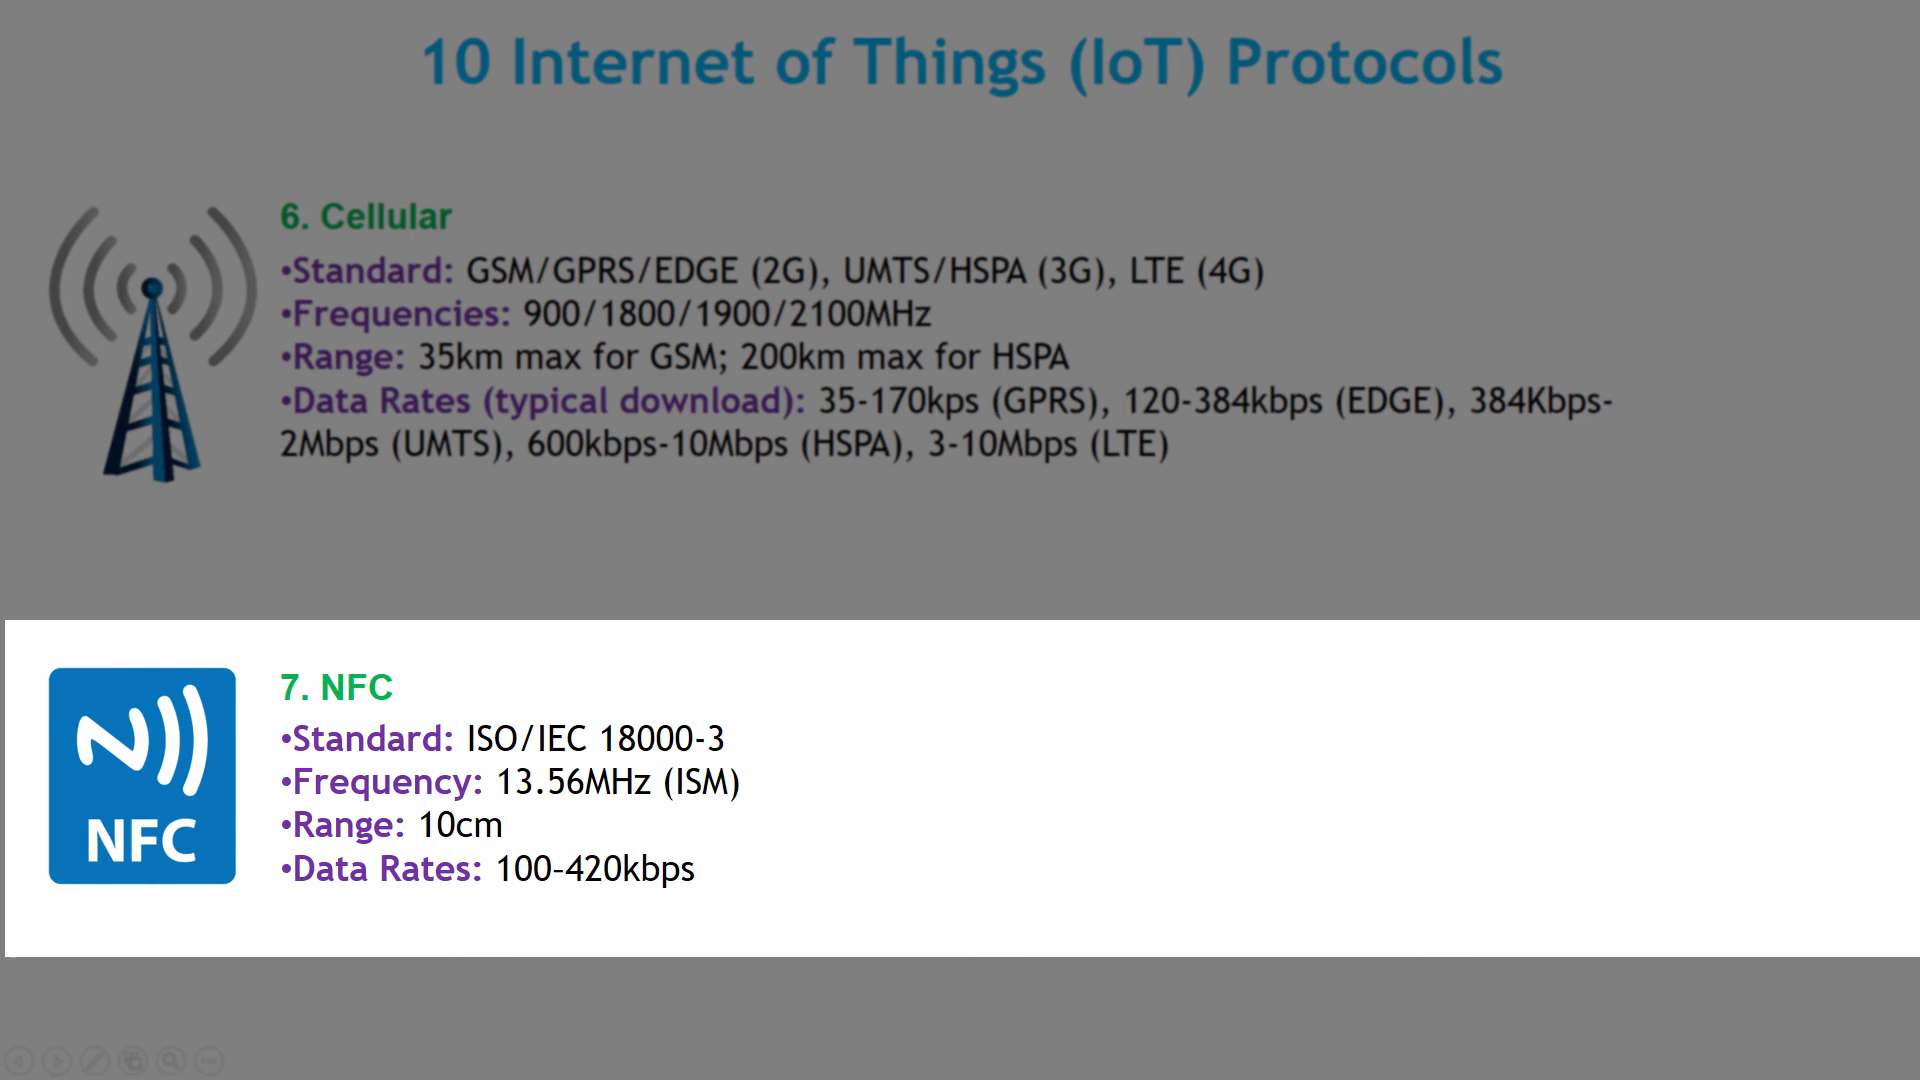 10 Internet of Things (IoT) Protocols
6. Cellular
•Standard: GSM/GPRS/EDGE (2G), UMTS/HSPA (3G), LTE (4G)
•Frequencies: 900/1800/1900/2100MHz
•Range: 35km max for GSM; 200km max for HSPA
•Data Rates (typical download): 35-170kps (GPRS), 120-384kbps (EDGE), 384Kbps-
2Mbps (UMTS), 600kbps-10Mbps (HSPA), 3-10Mbps (LTE)
NFC
7. NFC
•Standard: ISO/IEC 18000-3
•Frequency: 13.56MHz (ISM)
•Range: 10cm
•Data Rates: 100-420kbps